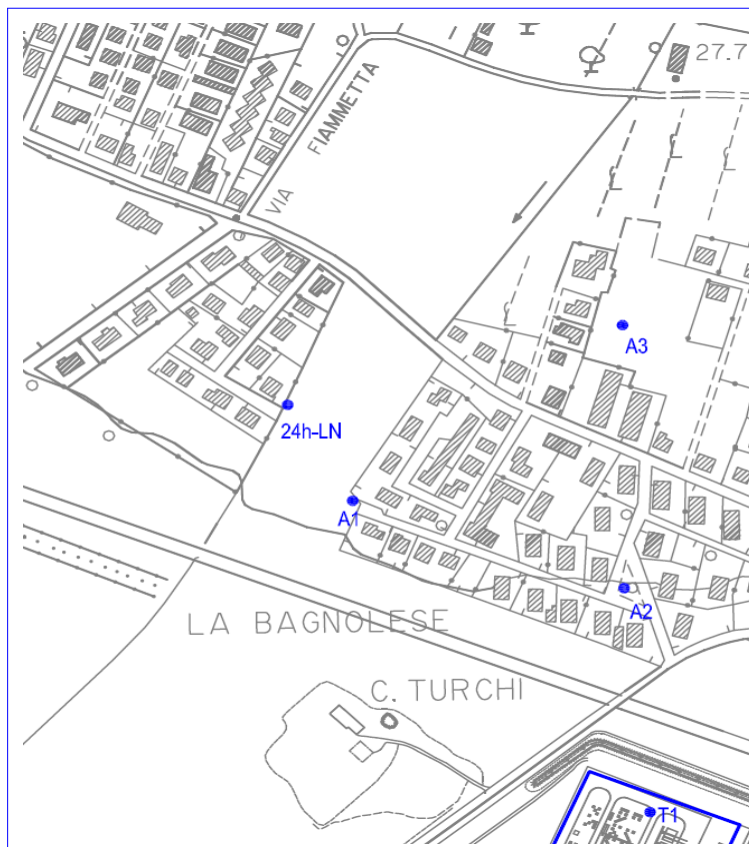 27.7
FIAMMETTA
VIA
A3
24h-LN
A1
A2
LA BAGNOLESE
C. TURCHI
T1